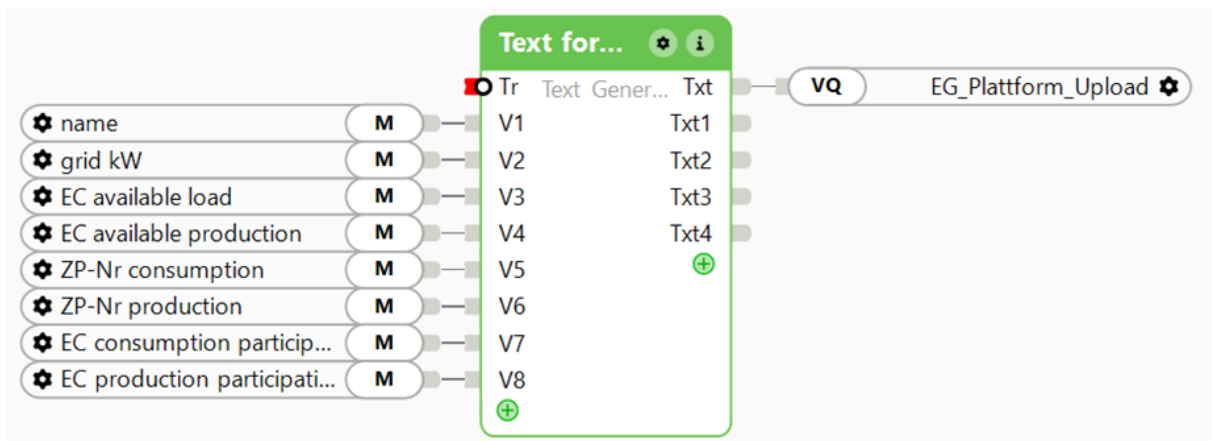 Text for... i
Tr Text Gener... Txt VQ EG_Plattform_Upload
name M V1 Txt1
grid kW M V2 Txt2
EC available load M V3 Txt3
EC available production M V4 Txt4
ZP-Nr consumption M V5
ZP-Nr production M V6
EC consumption particip... M V7
EC production participati... M V8